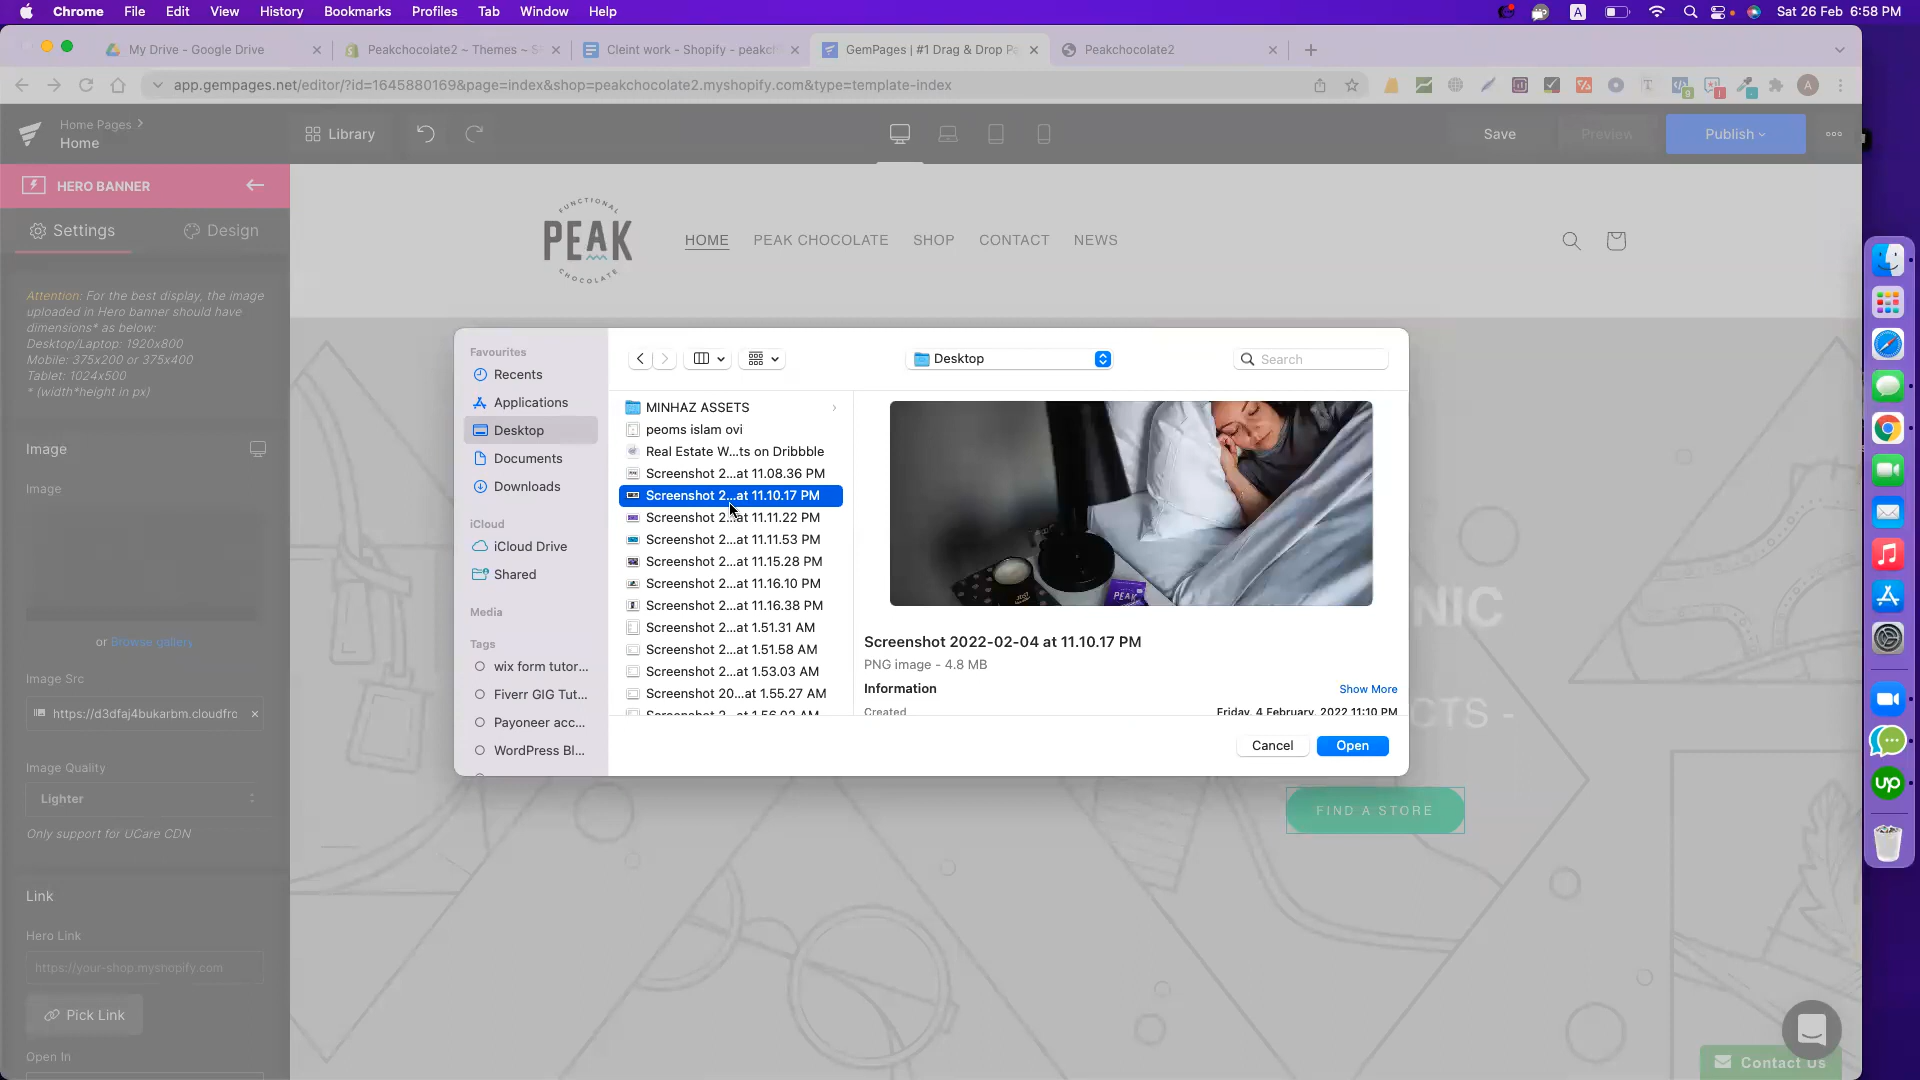 Chrome File Edit View History Bookmarks Profiles Tab Window Help A Sat 26 Feb 6:58 PM
My Drive - Google Drive Peakchocolate2 ~ Themes ~ S Cleint work - Shopify - peakch GemPages | #1 Drag & Drop Pa Peakchocolate2
app.gempages.net/editor/?id=1645880169&page=index&shop=peakchocolate2.myshopify.com&type=template-index
Home Pages
Home
Library
Save
Preview
Publish
HERO BANNER
Settings
Design
Attention: For the best display, the image
uploaded in Hero banner should have
dimensions* as below:
Desktop/Laptop: 1920x800
Mobile: 375x200 or 375x400
Tablet: 1024x500
* (width*height in px)
Image
Image
or Browse gallery
Image Src
https://d3dfaj4bukarbm.cloudfrc
Image Quality
Lighter
Only support for UCare CDN
Link
Hero Link
https://your-shop.myshopify.com
Pick Link
Open In
FUNCTIONAL
PEAK
CHOCOLATE
HOME PEAK CHOCOLATE SHOP CONTACT NEWS
Favourites
Recents
Applications
Desktop
Documents
Downloads
iCloud
iCloud Drive
Shared
Media
Tags
wix form tutor...
Fiverr GIG Tut...
Payoneer acc...
WordPress Bl...
Desktop
Search
MINHAZ ASSETS
peoms islam ovi
Real Estate W...ts on Dribbble
Screenshot 2...at 11.08.36 PM
Screenshot 2...at 11.10.17 PM
Screenshot 2...at 11.11.22 PM
Screenshot 2...at 11.11.53 PM
Screenshot 2...at 11.15.28 PM
Screenshot 2...at 11.16.10 PM
Screenshot 2...at 11.16.38 PM
Screenshot 2...at 1.51.31 AM
Screenshot 2...at 1.51.58 AM
Screenshot 2...at 1.53.03 AM
Screenshot 20...at 1.55.27 AM
Screenshot 2...at 1.56.02 AM
PEAK
Screenshot 2022-02-04 at 11.10.17 PM
PNG image - 4.8 MB
Information
Show More
Created
Friday, 4 February, 2022 11:10 PM
Cancel
Open
NIC
CTS -
FIND A STORE
Contact Us
up